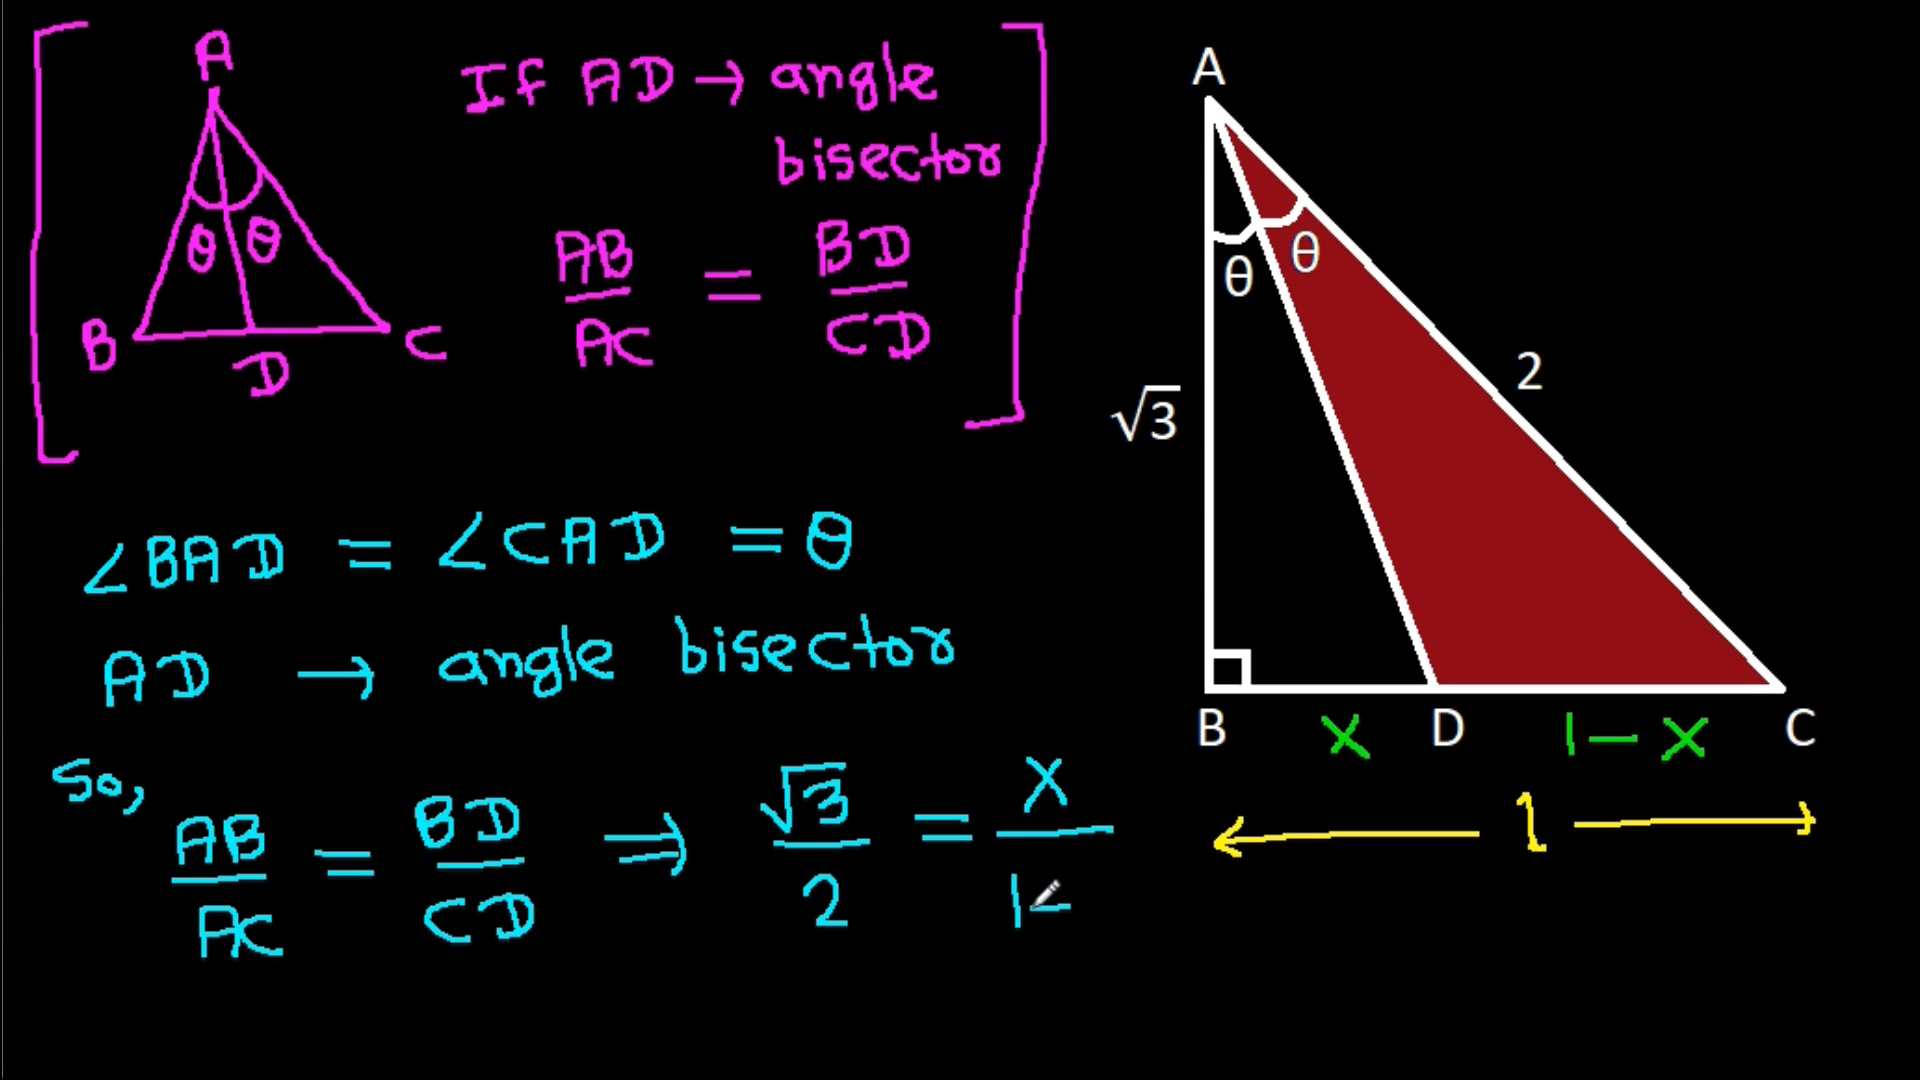 A
If AD → angle
bisector
θ θ
B D C
AB/AC = BD/CD
∠BAD = ∠CAD = θ
AD → angle bisector
So,
AB/AC = BD/CD ⇒ √3/2 = x/1-
A
θ θ
√3
2
B x D 1 - x C
1